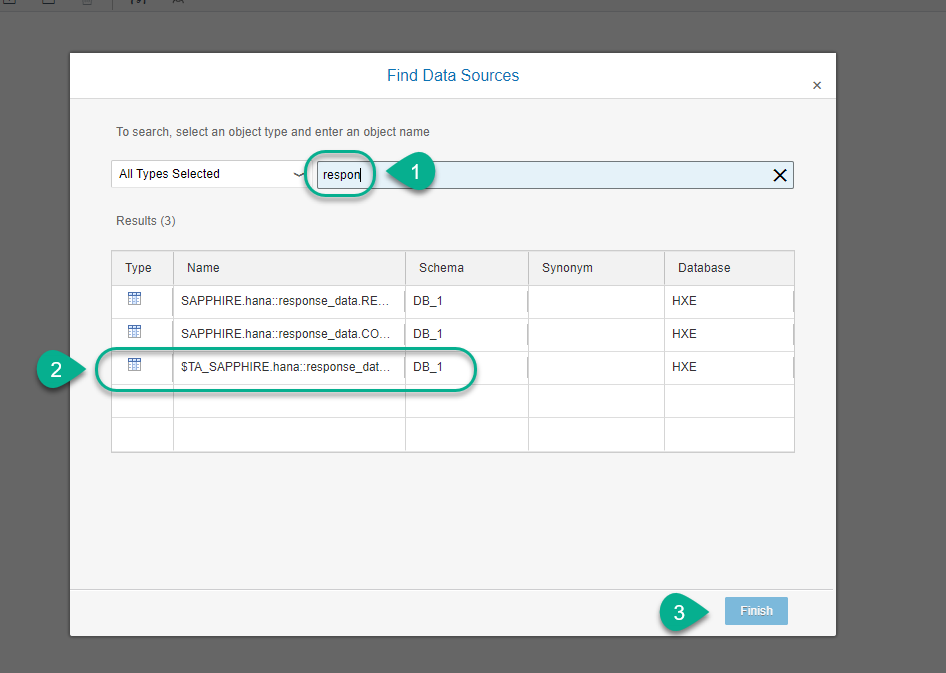 Find Data Sources
×
To search, select an object type and enter an object name
All Types Selected
respon
1
Results (3)
Type Name Schema Synonym Database
SAPPHIRE.hana::response_data.RE... DB_1 HXE
SAPPHIRE.hana::response_data.CO... DB_1 HXE
2
$TA_SAPPHIRE.hana::response_dat... DB_1 HXE
3
Finish